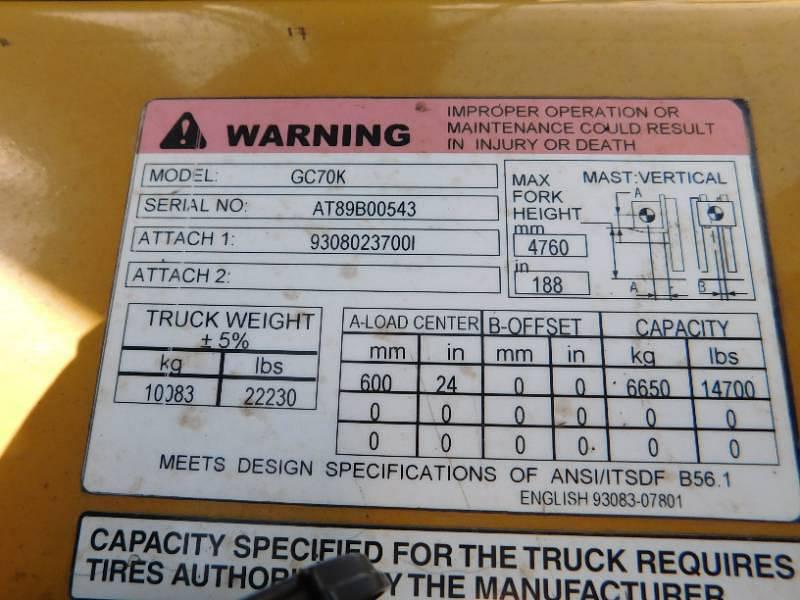 WARNING
IMPROPER OPERATION OR
MAINTENANCE COULD RESULT
IN INJURY OR DEATH
MODEL: GC70K
SERIAL NO: AT89B00543
ATTACH 1: 9308023700I
ATTACH 2:
MAX
FORK
HEIGHT
mm
4760
in
188
MAST:VERTICAL
A
A B
TRUCK WEIGHT
± 5%
kg lbs
10083 22230
A-LOAD CENTER B-OFFSET CAPACITY
mm in mm in kg lbs
600 24 0 0 6650 14700
0 0 0 0 0 0
0 0 0 0 0 0
MEETS DESIGN SPECIFICATIONS OF ANSI/ITSDF B56.1
ENGLISH 93083-07801
CAPACITY SPECIFIED FOR THE TRUCK REQUIRES
TIRES THE MANUFACTURER